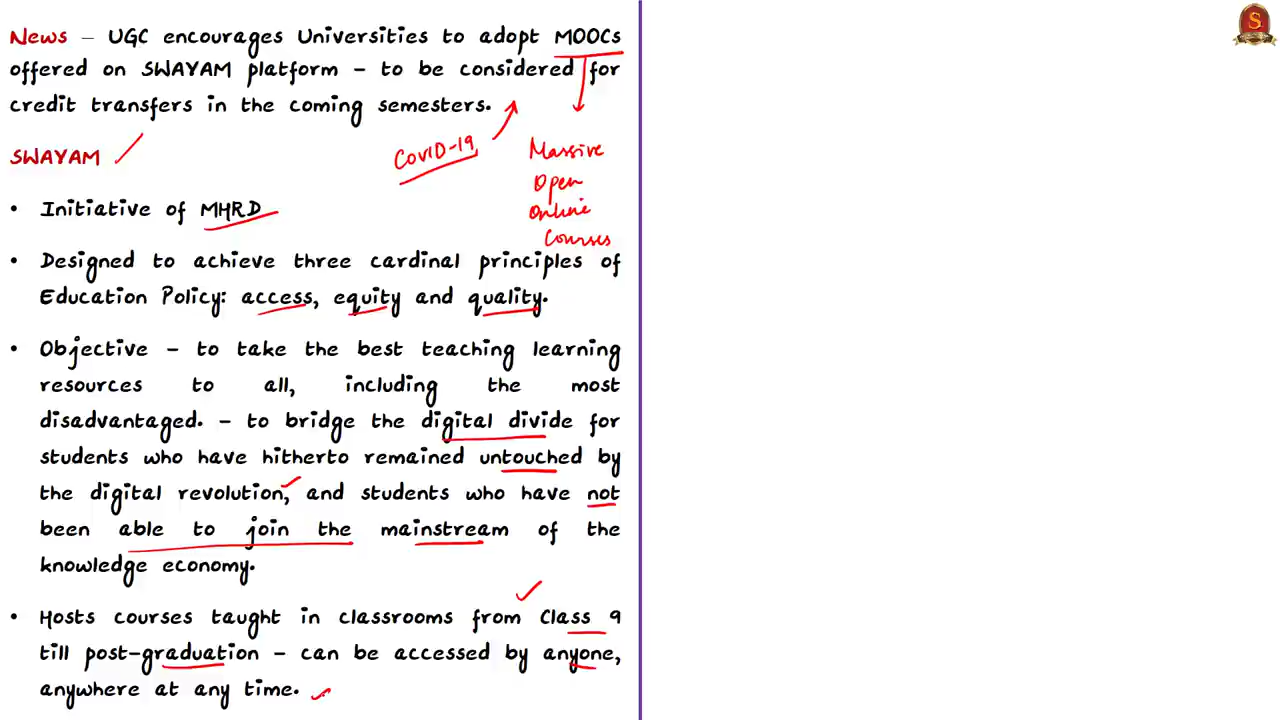 News – UGC encourages Universities to adopt MOOCs
offered on SWAYAM platform – to be considered for
credit transfers in the coming semesters.
COVID-19
Massive
Open
Online
Courses
SWAYAM
• Initiative of MHRD
• Designed to achieve three cardinal principles of
Education Policy: access, equity and quality.
• Objective – to take the best teaching learning
resources to all, including the most
disadvantaged. – to bridge the digital divide for
students who have hitherto remained untouched by
the digital revolution, and students who have not
been able to join the mainstream of the
knowledge economy.
• Hosts courses taught in classrooms from Class 9
till post-graduation – can be accessed by anyone,
anywhere at any time.
S